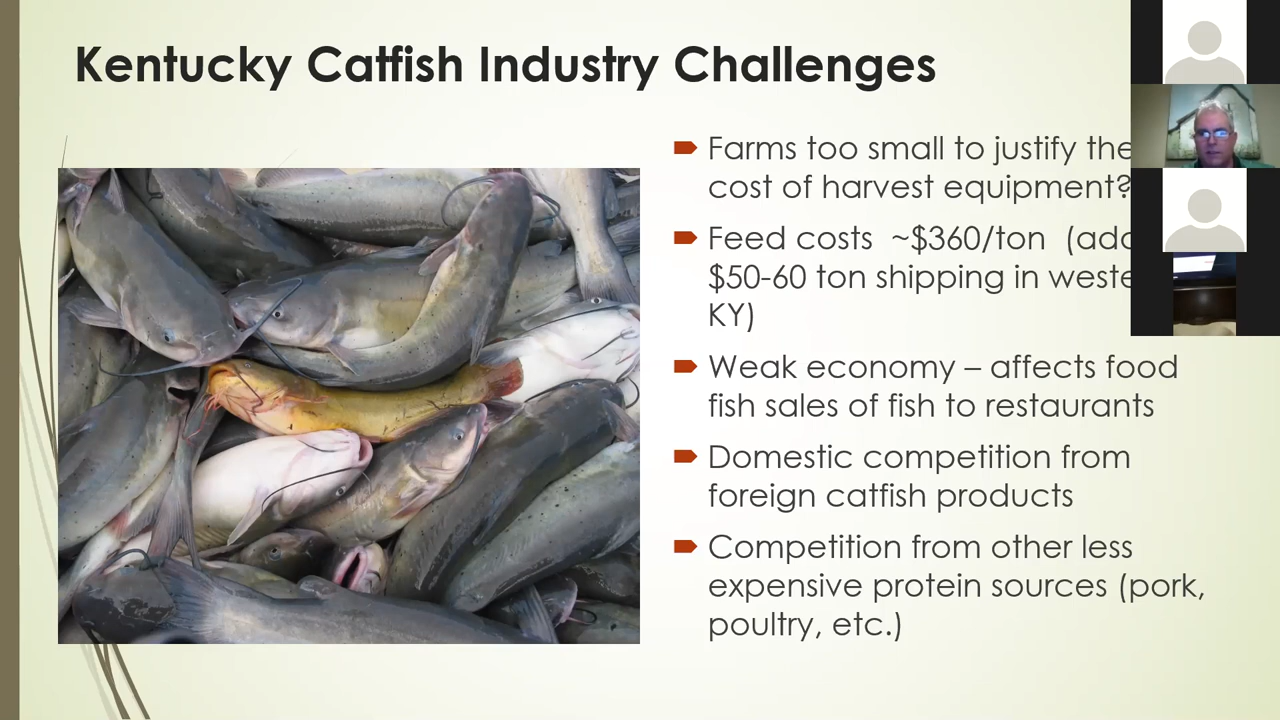 Kentucky Catfish Industry Challenges
Farms too small to justify the
cost of harvest equipment?
Feed costs ~$360/ton
$50-60 ton shipping in
KY)
Weak economy – affects food
fish sales of fish to restaurants
Domestic competition from
foreign catfish products
Competition from other less
expensive protein sources (pork,
poultry, etc.)